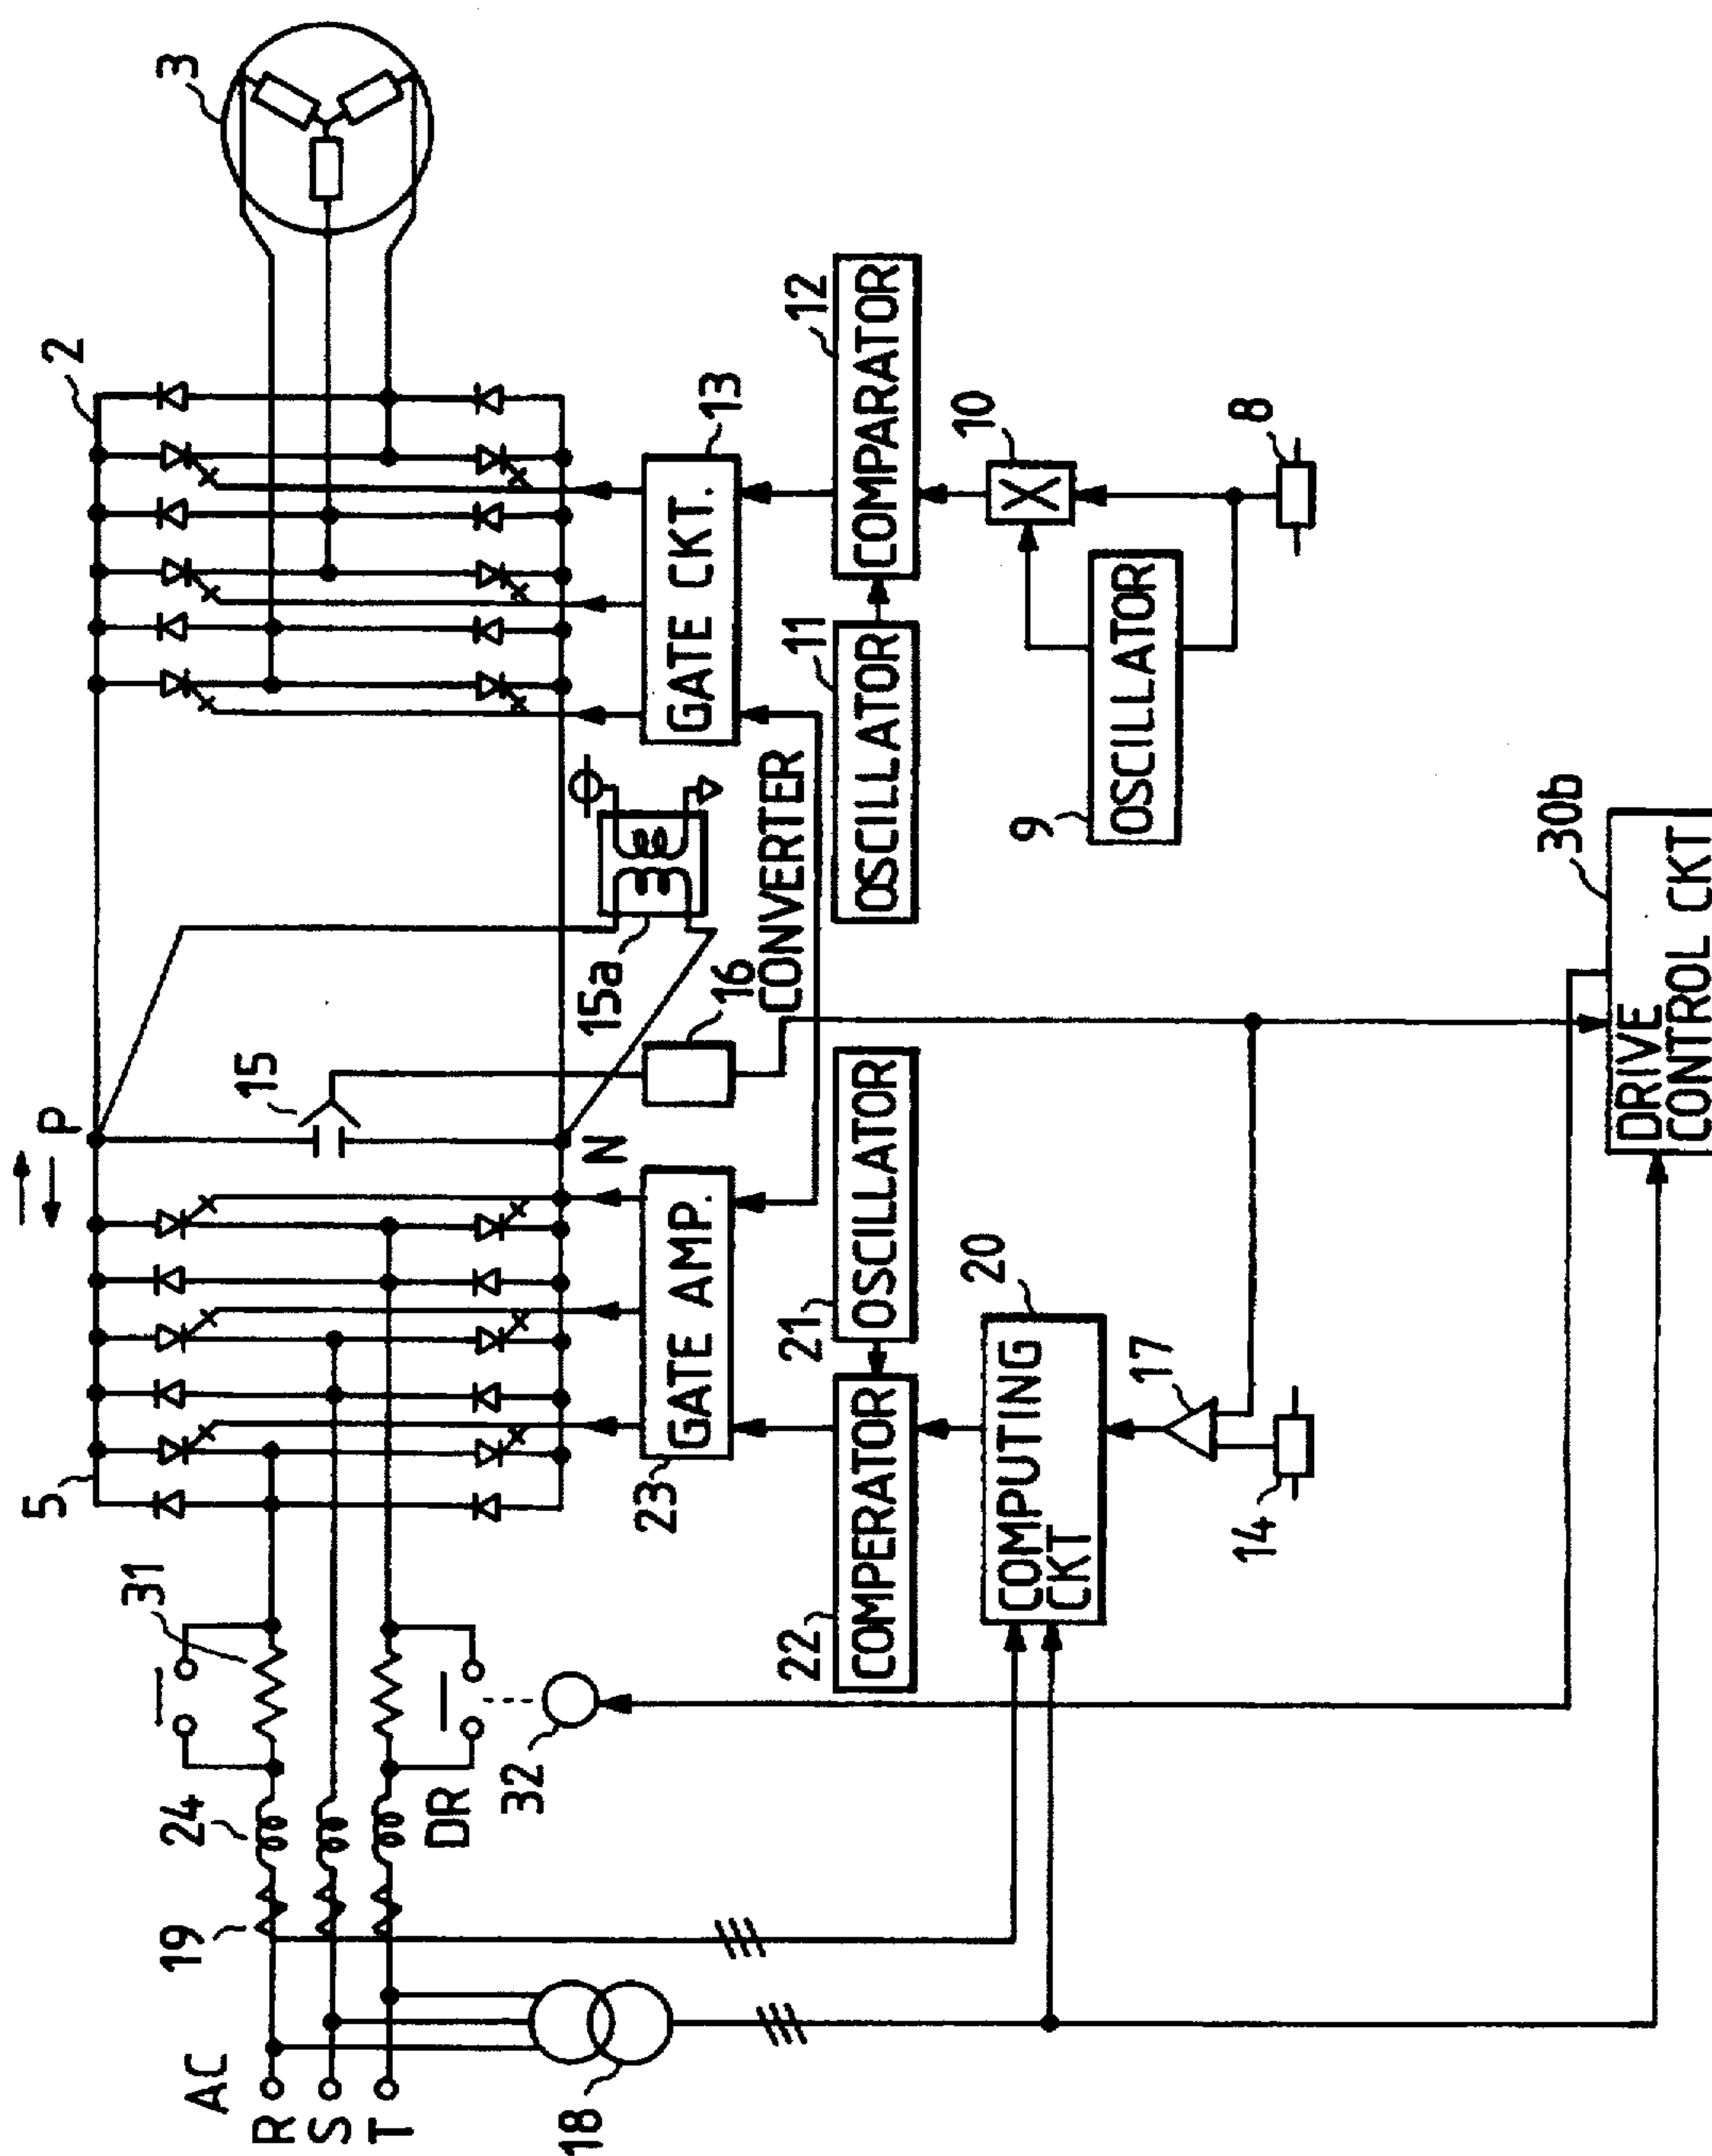 AC
R
S
T
18
19
24
DR
31
32
5
P
N
15
15a
16
CONVERTER
2
3
23
GATE AMP.
GATE CKT.
13
22
COMPERATOR
21
OSCILLATOR
11
OSCILLATOR
12
COMPARATOR
20
COMPUTING
CKT
17
14
9
OSCILLATOR
10
X
8
30b
DRIVE
CONTROL CKT